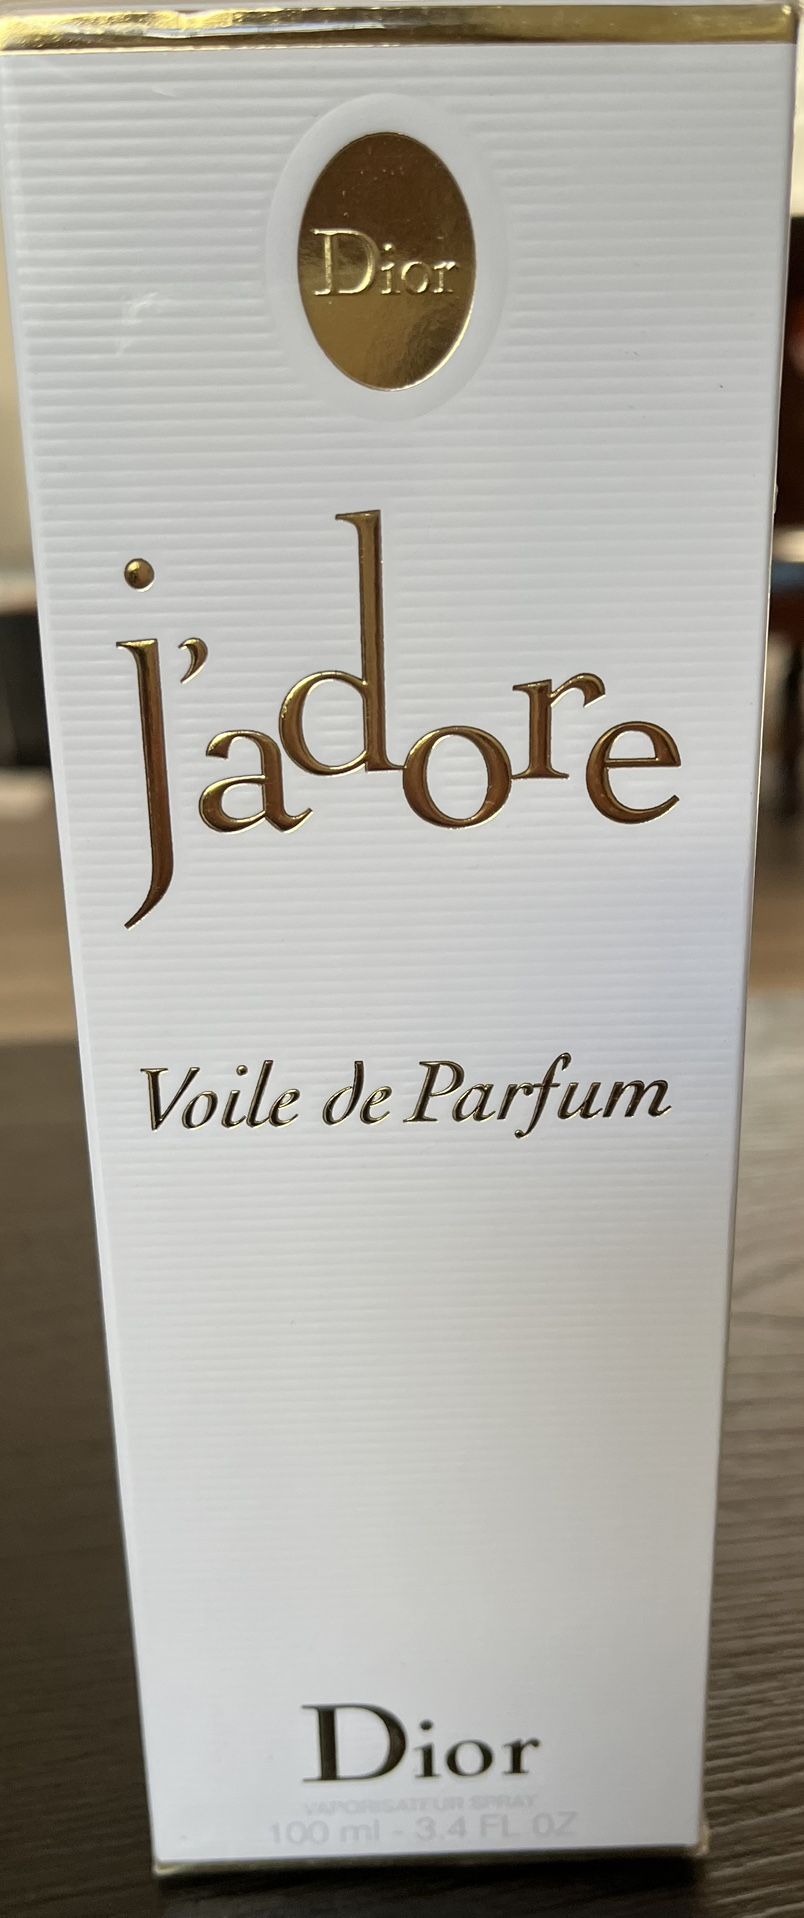 Dior
j'adore
Voile de Parfum
Dior
VAPORISATEUR SPRAY
100 ml - 3.4 FL OZ